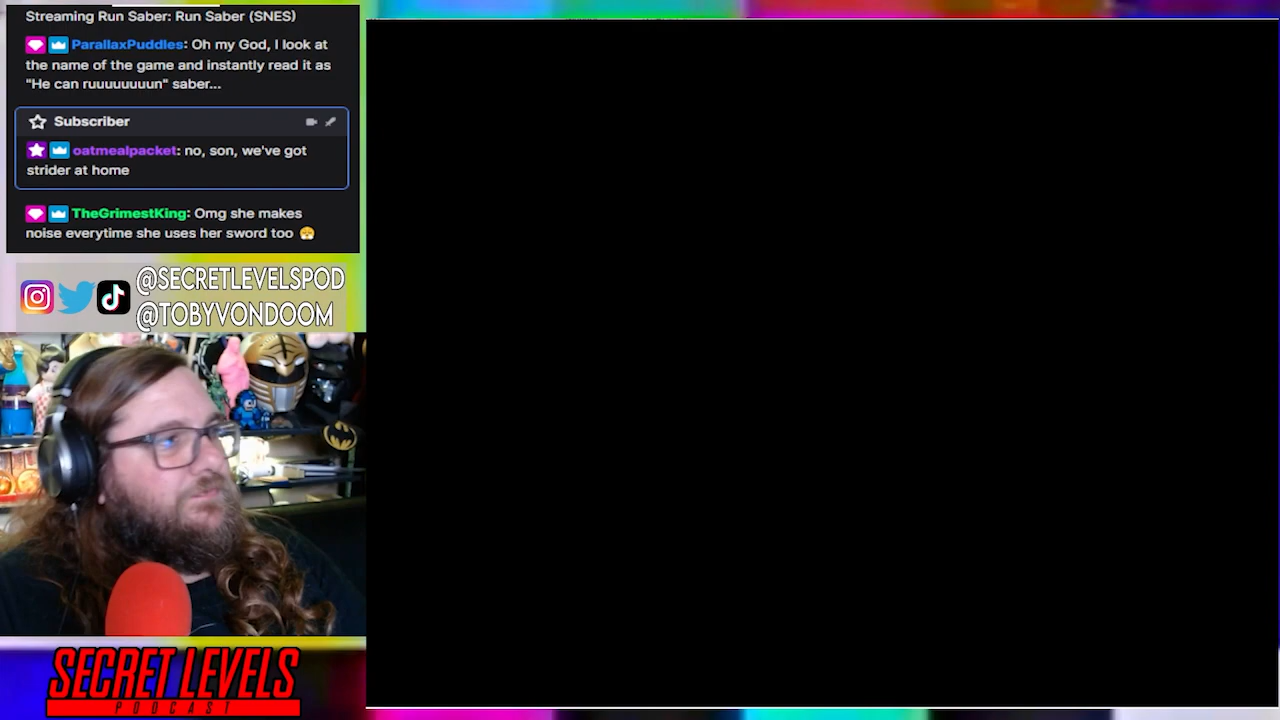 Streaming Run Saber: Run Saber (SNES)
ParallaxPuddles: Oh my God, I look at
the name of the game and instantly read it as
"He can ruuuuuuuun" saber...
Subscriber
oatmealpacket: no, son, we've got
strider at home
TheGrimestKing: Omg she makes
noise everytime she uses her sword too 😤
@SECRETLEVELSPOD
@TOBYVONDOOM
SECRET LEVELS
PODCAST